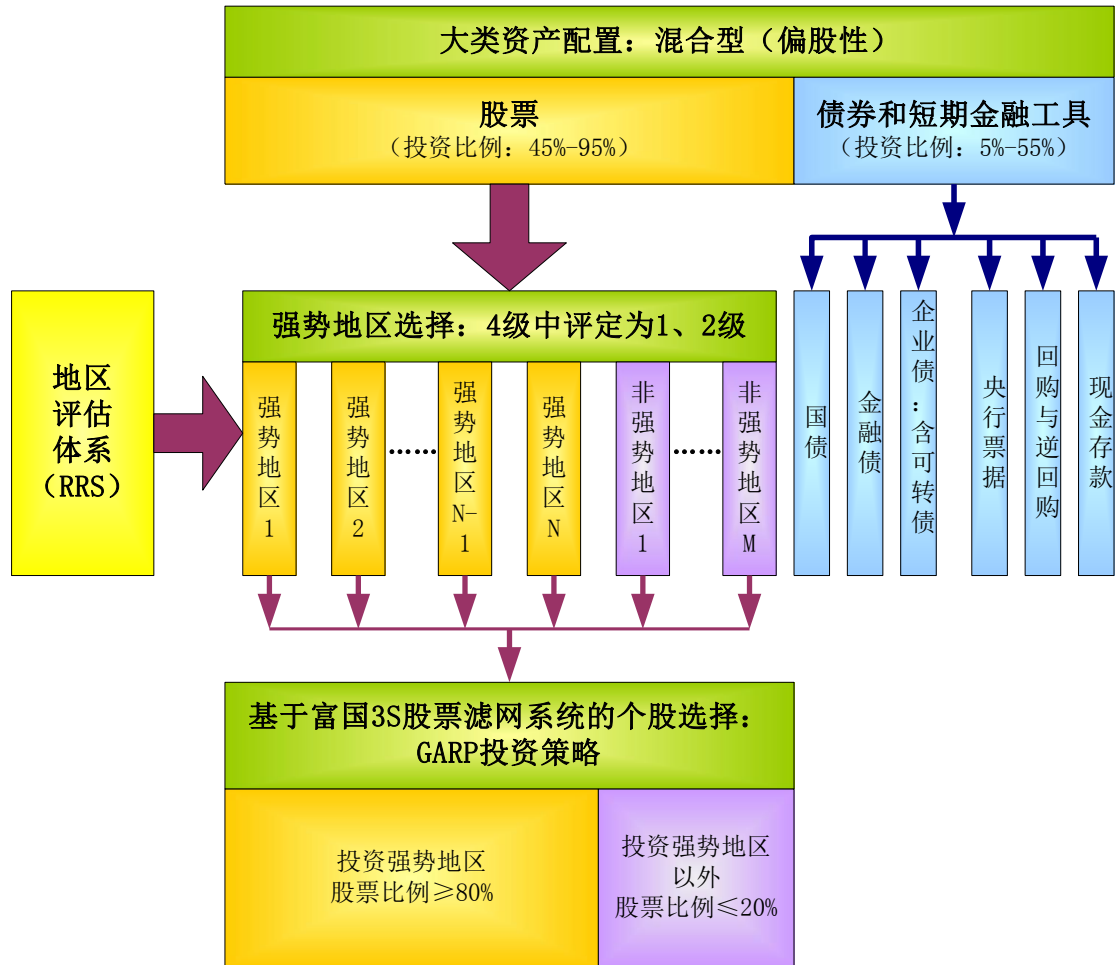 大类资产配置：混合型（偏股性）
股票
（投资比例：45%-95%）
债券和短期金融工具
（投资比例：5%-55%）
地区
评估
体系
（RRS）
强势地区选择：4级中评定为1、2级
强势地区1
强势地区2
……
强势地区N-1
强势地区N
非强势地区1
……
非强势地区M
国债
金融债
企业债：含可转债
央行票据
回购与逆回购
现金存款
基于富国3S股票滤网系统的个股选择：
GARP投资策略
投资强势地区
股票比例≥80%
投资强势地区
以外
股票比例≤20%